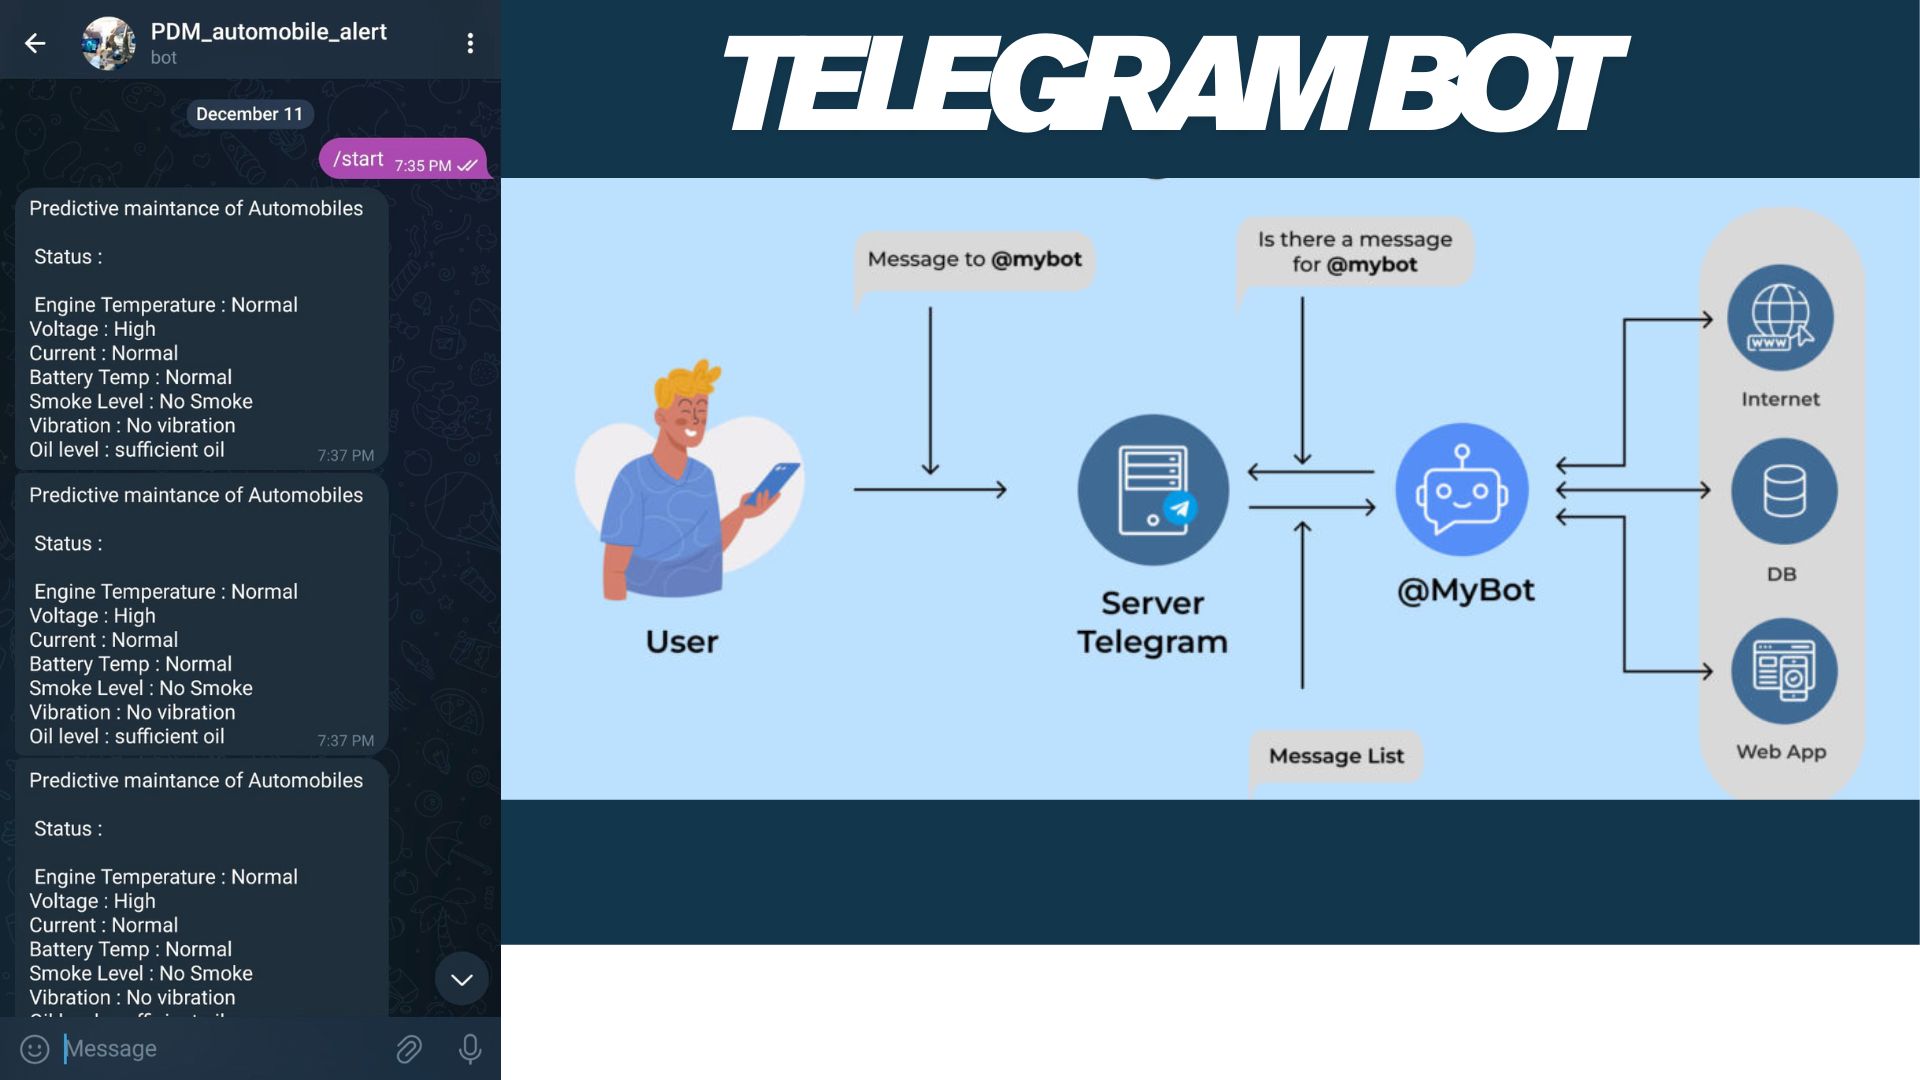 PDM_automobile_alert
bot
December 11
/start 7:35 PM
Predictive maintance of Automobiles
Status :
Engine Temperature : Normal
Voltage : High
Current : Normal
Battery Temp : Normal
Smoke Level : No Smoke
Vibration : No vibration
Oil level : sufficient oil 7:37 PM
Predictive maintance of Automobiles
Status :
Engine Temperature : Normal
Voltage : High
Current : Normal
Battery Temp : Normal
Smoke Level : No Smoke
Vibration : No vibration
Oil level : sufficient oil 7:37 PM
Predictive maintance of Automobiles
Status :
Engine Temperature : Normal
Voltage : High
Current : Normal
Battery Temp : Normal
Smoke Level : No Smoke
Vibration : No vibration
Message
TELEGRAM BOT
Message to @mybot
Is there a message
for @mybot
User
Server
Telegram
@MyBot
Message List
www
Internet
DB
Web App